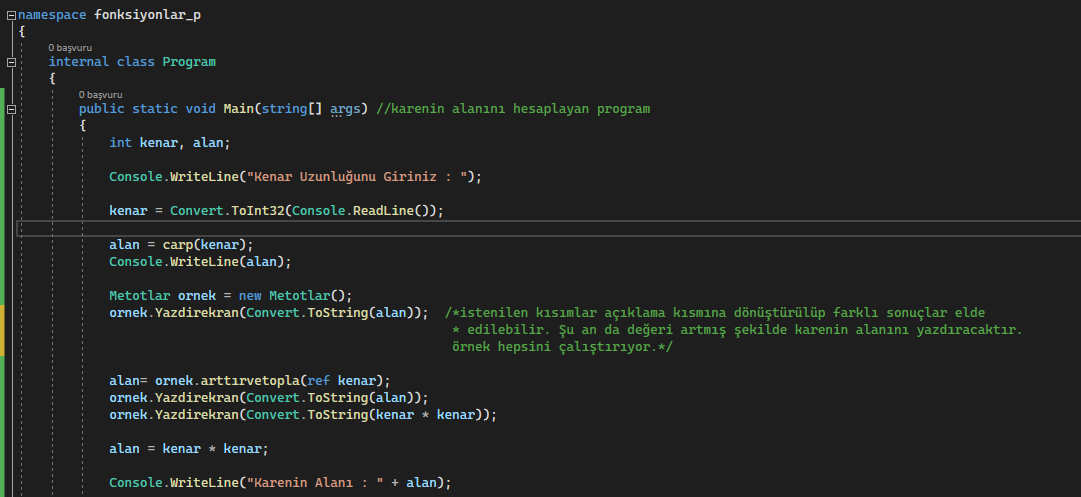 namespace fonksiyonlar_p
{
0 başvuru
internal class Program
{
0 başvuru
public static void Main(string[] args) //karenin alanını hesaplayan program
{
int kenar, alan;
Console.WriteLine("Kenar Uzunluğunu Giriniz : ");
kenar = Convert.ToInt32(Console.ReadLine());
alan = carp(kenar);
Console.WriteLine(alan);
Metotlar ornek = new Metotlar();
ornek.Yazdirekran(Convert.ToString(alan));  /*istenilen kısımlar açıklama kısmına dönüştürülüp farklı sonuçlar elde
* edilebilir. Şu an da değeri artmış şekilde karenin alanını yazdıracaktır.
örnek hepsini çalıştırıyor.*/
alan= ornek.arttırvetopla(ref kenar);
ornek.Yazdirekran(Convert.ToString(alan));
ornek.Yazdirekran(Convert.ToString(kenar * kenar));
alan = kenar * kenar;
Console.WriteLine("Karenin Alanı : " + alan);